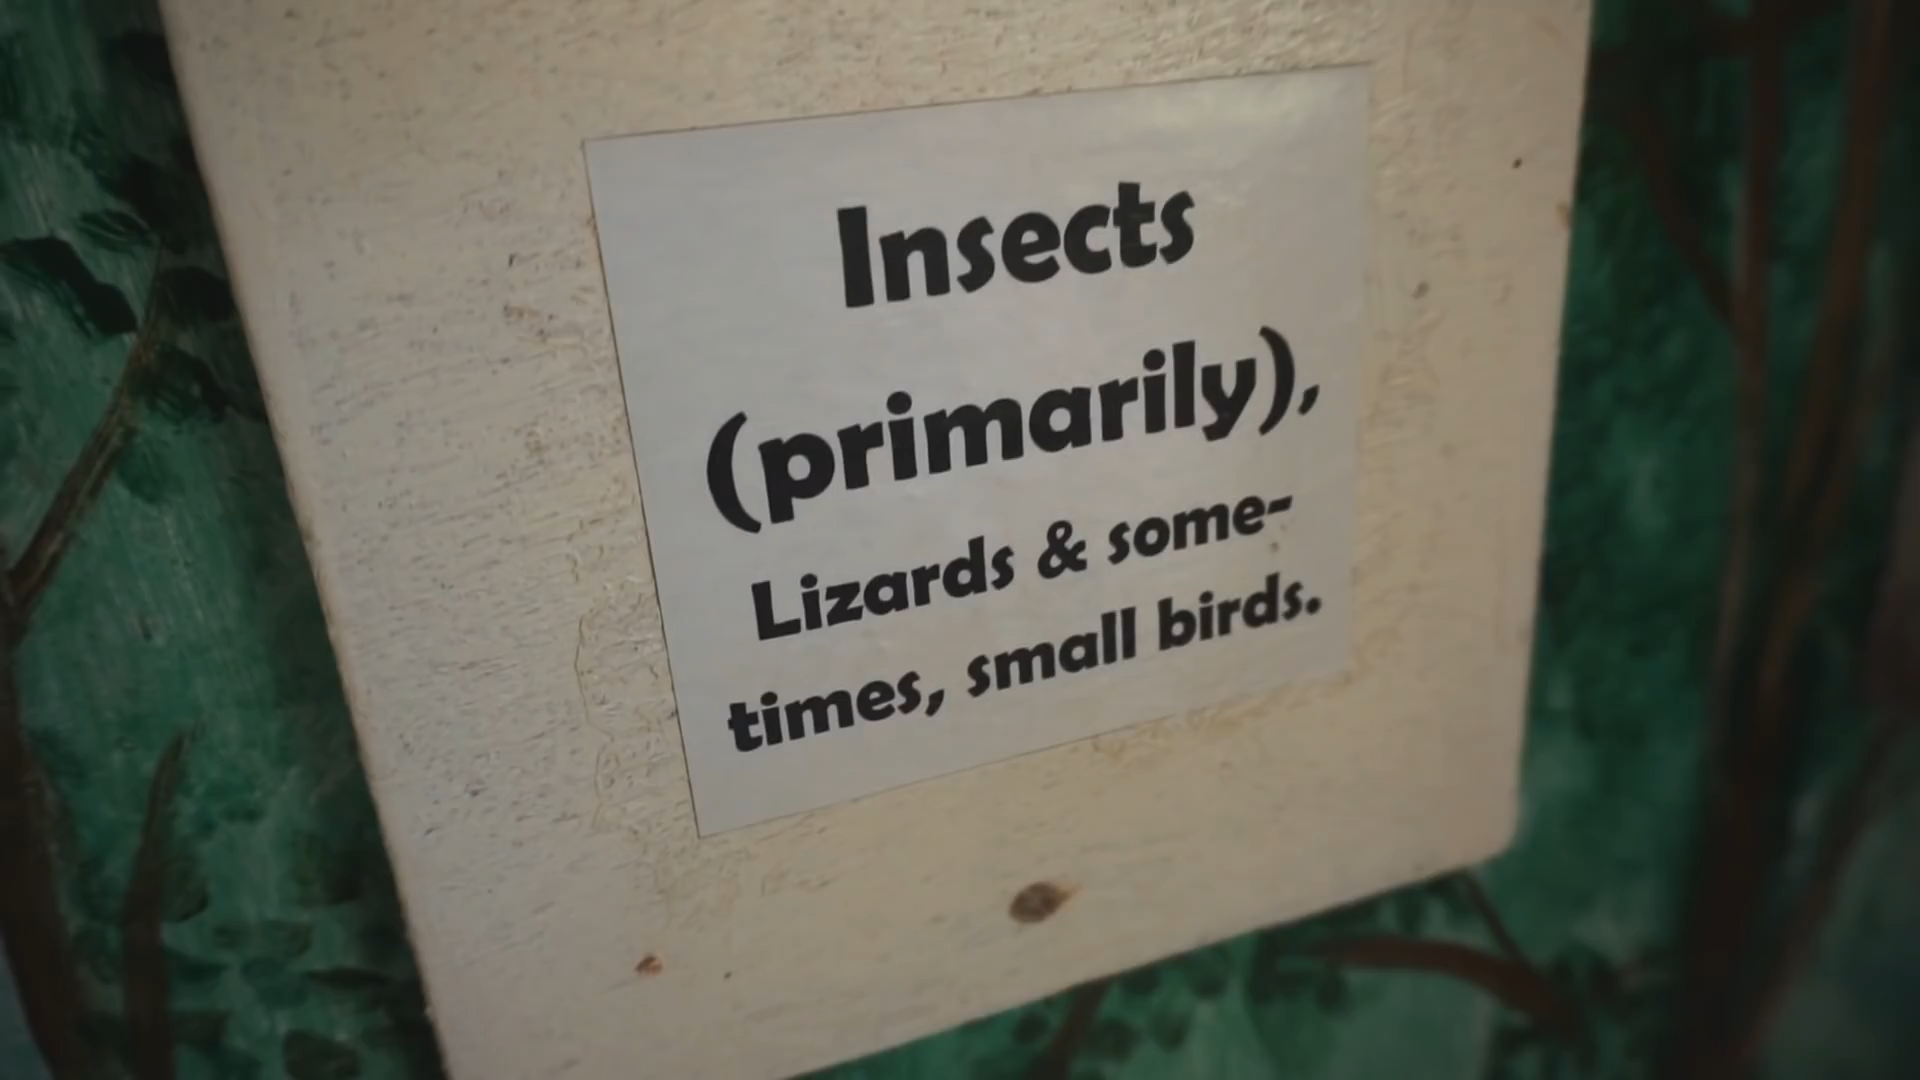 Insects
(primarily),
Lizards & some-
times, small birds.